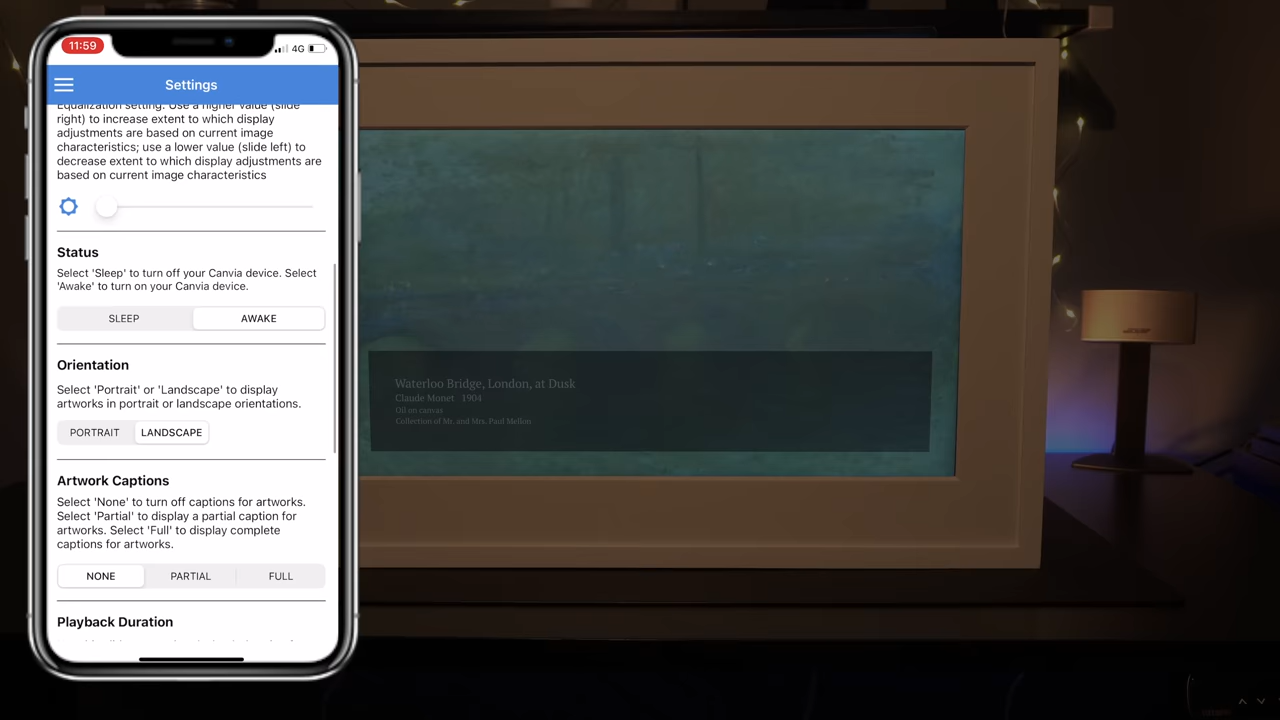 11:59
4G
Settings
Equalization setting. Use a higher value (slide
right) to increase extent to which display
adjustments are based on current image
characteristics; use a lower value (slide left) to
decrease extent to which display adjustments are
based on current image characteristics
Status
Select 'Sleep' to turn off your Canvia device. Select
'Awake' to turn on your Canvia device.
SLEEP
AWAKE
Orientation
Select 'Portrait' or 'Landscape' to display
artworks in portrait or landscape orientations.
PORTRAIT
LANDSCAPE
Artwork Captions
Select 'None' to turn off captions for artworks.
Select 'Partial' to display a partial caption for
artworks. Select 'Full' to display complete
captions for artworks.
NONE
PARTIAL
FULL
Playback Duration
Waterloo Bridge, London, at Dusk
Claude Monet 1904
Oil on canvas
Collection of Mr. and Mrs. Paul Mellon
BOSE